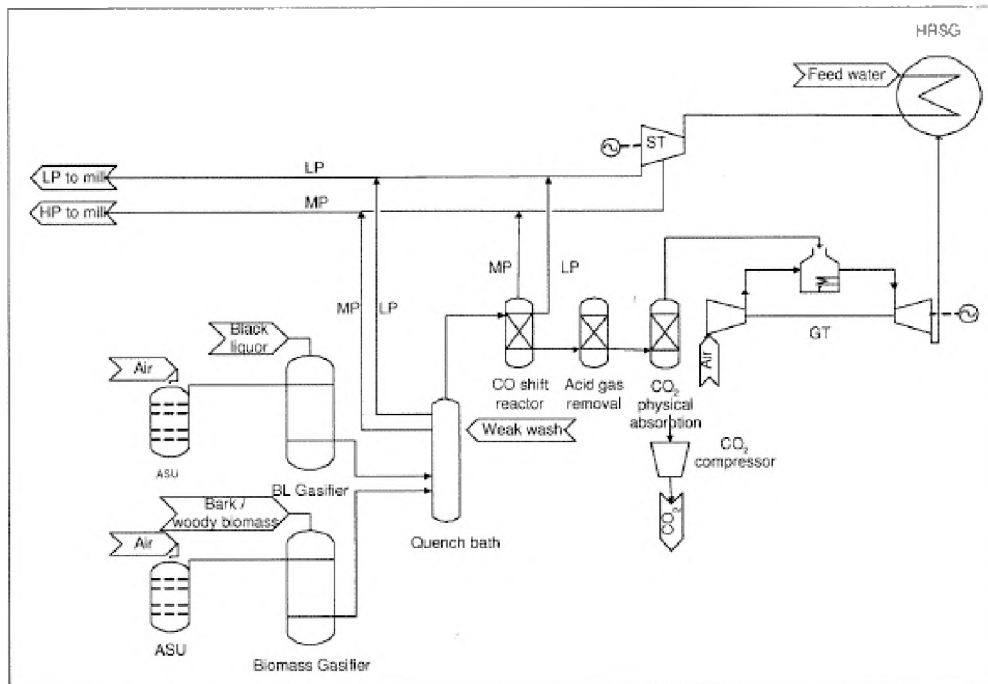 HRSG
Feed water
ST
LP
LP to mill
MP
HP to mill
MP
LP
MP
LP
GT
Air
Black
liquor
Air
CO shift
reactor
Acid gas
removal
CO2
physical
absorption
Weak wash
CO2
compressor
ASU
BL Gasifier
Bark /
woody biomass
CO2
Air
Quench bath
ASU
Biomass Gasifier